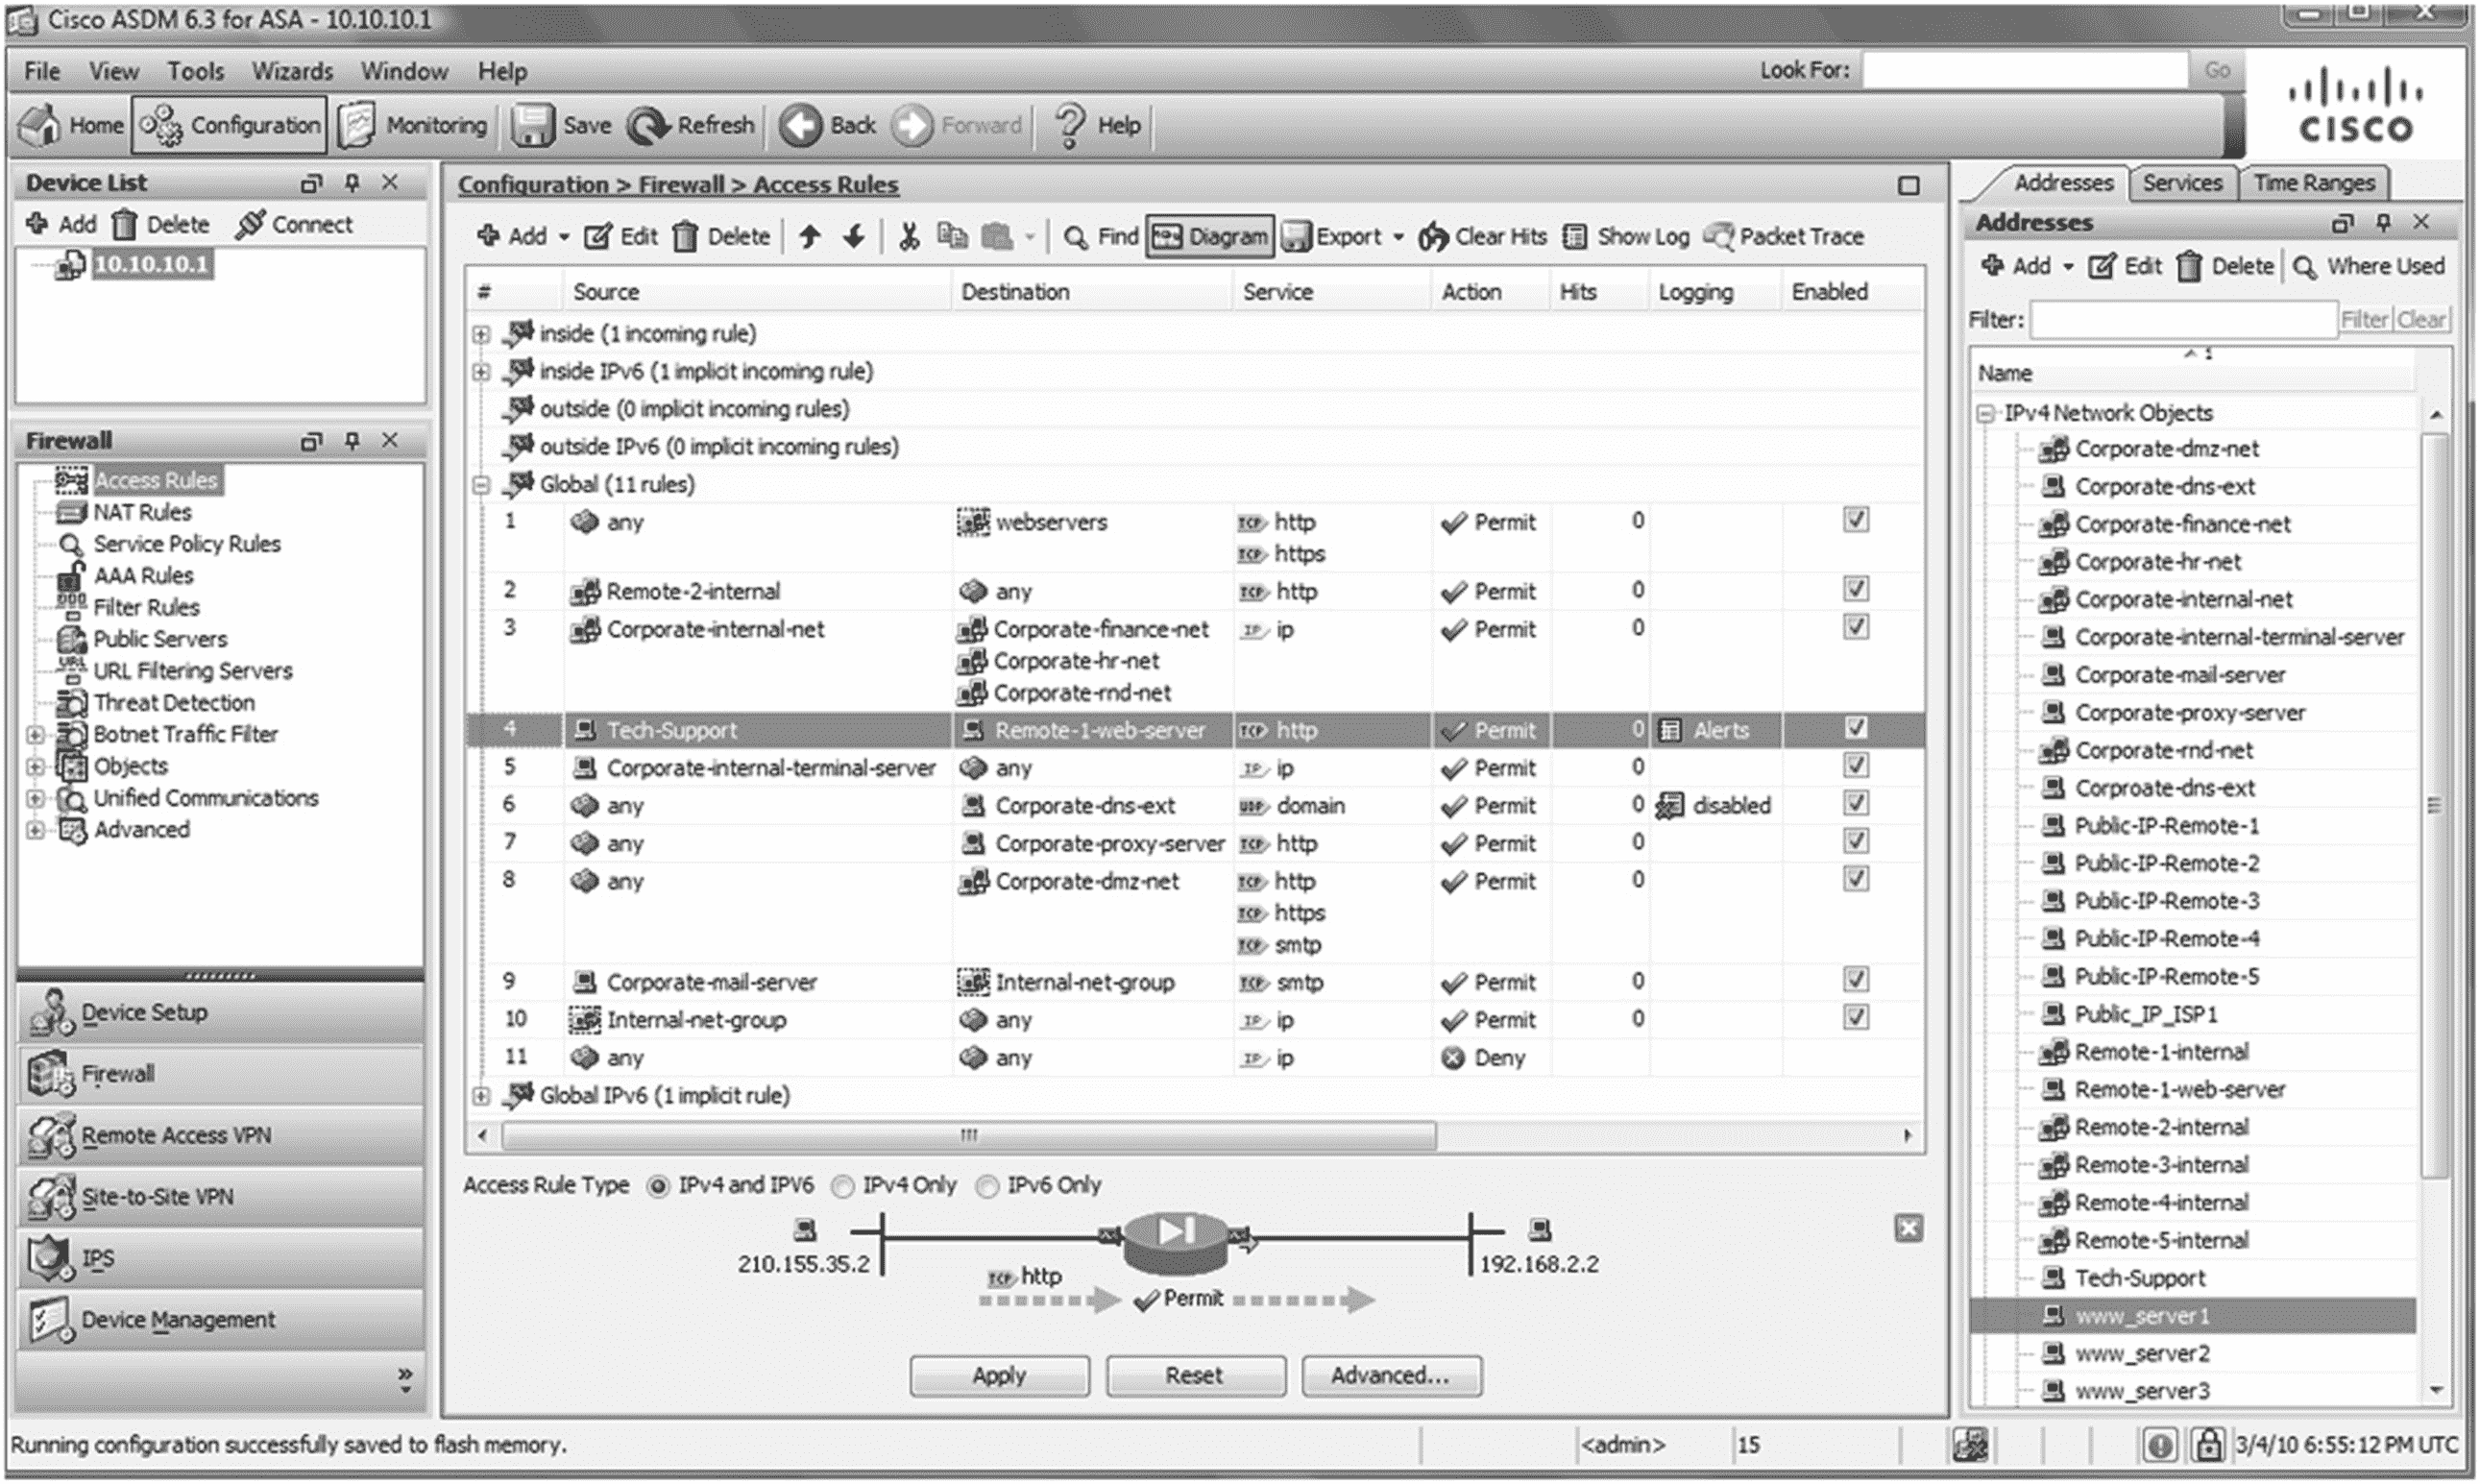 Cisco ASDM 6.3 for ASA - 10.10.10.1
File View Tools Wizards Window Help
Look For: Go
Home Configuration Monitoring Save Refresh Back Forward Help
CISCO
Device List
Add Delete Connect
10.10.10.1
Firewall
Access Rules
NAT Rules
Service Policy Rules
AAA Rules
Filter Rules
Public Servers
URL Filtering Servers
Threat Detection
Botnet Traffic Filter
Objects
Unified Communications
Advanced
Device Setup
Firewall
Remote Access VPN
Site-to-Site VPN
IPS
Device Management
Configuration > Firewall > Access Rules
Add Edit Delete Find Diagram Export Clear Hits Show Log Packet Trace
# Source Destination Service Action Hits Logging Enabled
inside (1 incoming rule)
inside IPv6 (1 implicit incoming rule)
outside (0 implicit incoming rules)
outside IPv6 (0 implicit incoming rules)
Global (11 rules)
1 any webservers TCP http Permit 0
TCP https
2 Remote-2-internal any TCP http Permit 0
3 Corporate-internal-net Corporate-finance-net IP ip Permit 0
Corporate-hr-net
Corporate-rnd-net
4 Tech-Support Remote-1-web-server TCP http Permit 0 Alerts
5 Corporate-internal-terminal-server any IP ip Permit 0
6 any Corporate-dns-ext UDP domain Permit 0 disabled
7 any Corporate-proxy-server TCP http Permit 0
8 any Corporate-dmz-net TCP http Permit 0
TCP https
TCP smtp
9 Corporate-mail-server Internal-net-group TCP smtp Permit 0
10 Internal-net-group any IP ip Permit 0
11 any any IP ip Deny
Global IPv6 (1 implicit rule)
Access Rule Type IPv4 and IPV6 IPv4 Only IPv6 Only
210.155.35.2 192.168.2.2
TCP http
Permit
Apply Reset Advanced...
Addresses Services Time Ranges
Addresses
Add Edit Delete Where Used
Filter: Filter Clear
1
Name
IPv4 Network Objects
Corporate-dmz-net
Corporate-dns-ext
Corporate-finance-net
Corporate-hr-net
Corporate-internal-net
Corporate-internal-terminal-server
Corporate-mail-server
Corporate-proxy-server
Corporate-rnd-net
Corproate-dns-ext
Public-IP-Remote-1
Public-IP-Remote-2
Public-IP-Remote-3
Public-IP-Remote-4
Public-IP-Remote-5
Public_IP_ISP1
Remote-1-internal
Remote-1-web-server
Remote-2-internal
Remote-3-internal
Remote-4-internal
Remote-5-internal
Tech-Support
www_server1
www_server2
www_server3
Running configuration successfully saved to flash memory.
<admin> 15 3/4/10 6:55:12 PM UTC